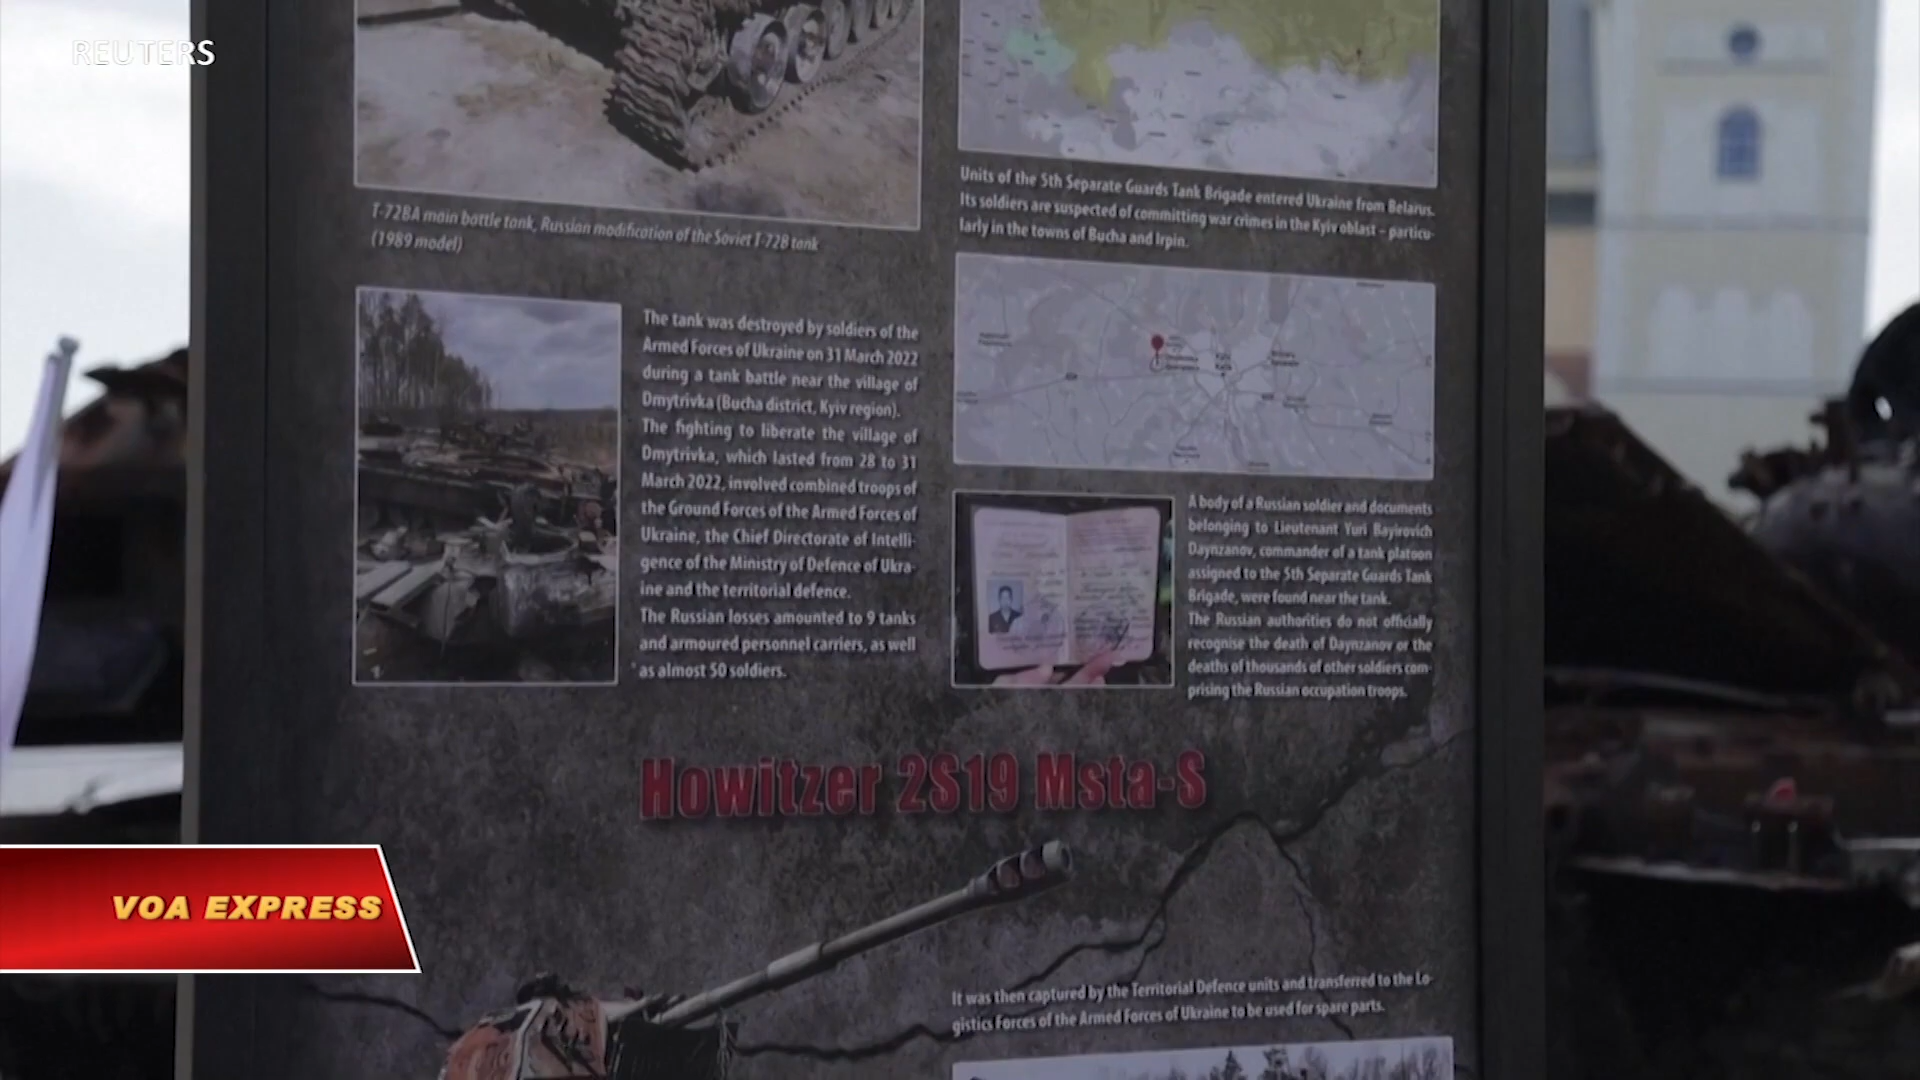 REUTERS
T-72BA main battle tank, Russian modification of the Soviet T-72B tank
(1989 model)
The tank was destroyed by soldiers of the
Armed Forces of Ukraine on 31 March 2022
during a tank battle near the village of
Dmytrivka (Bucha district, Kyiv region).
The fighting to liberate the village of
Dmytrivka, which lasted from 28 to 31
March 2022, involved combined troops of
the Ground Forces of the Armed Forces of
Ukraine, the Chief Directorate of Intelli-
gence of the Ministry of Defence of Ukra-
ine and the territorial defence.
The Russian losses amounted to 9 tanks
and armoured personnel carriers, as well
as almost 50 soldiers.
Units of the 5th Separate Guards Tank Brigade entered Ukraine from Belarus.
Its soldiers are suspected of committing war crimes in the Kyiv oblast – particu-
larly in the towns of Bucha and Irpin.
A body of a Russian soldier and documents
belonging to Lieutenant Yuri Bayirovich
Daynzanov, commander of a tank platoon
assigned to the 5th Separate Guards Tank
Brigade, were found near the tank.
The Russian authorities do not officially
recognise the death of Daynzanov or the
deaths of thousands of other soldiers com-
prising the Russian occupation troops.
Howitzer 2S19 Msta-S
It was then captured by the Territorial Defence units and transferred to the Lo-
gistics Forces of the Armed Forces of Ukraine to be used for spare parts.
VOA EXPRESS